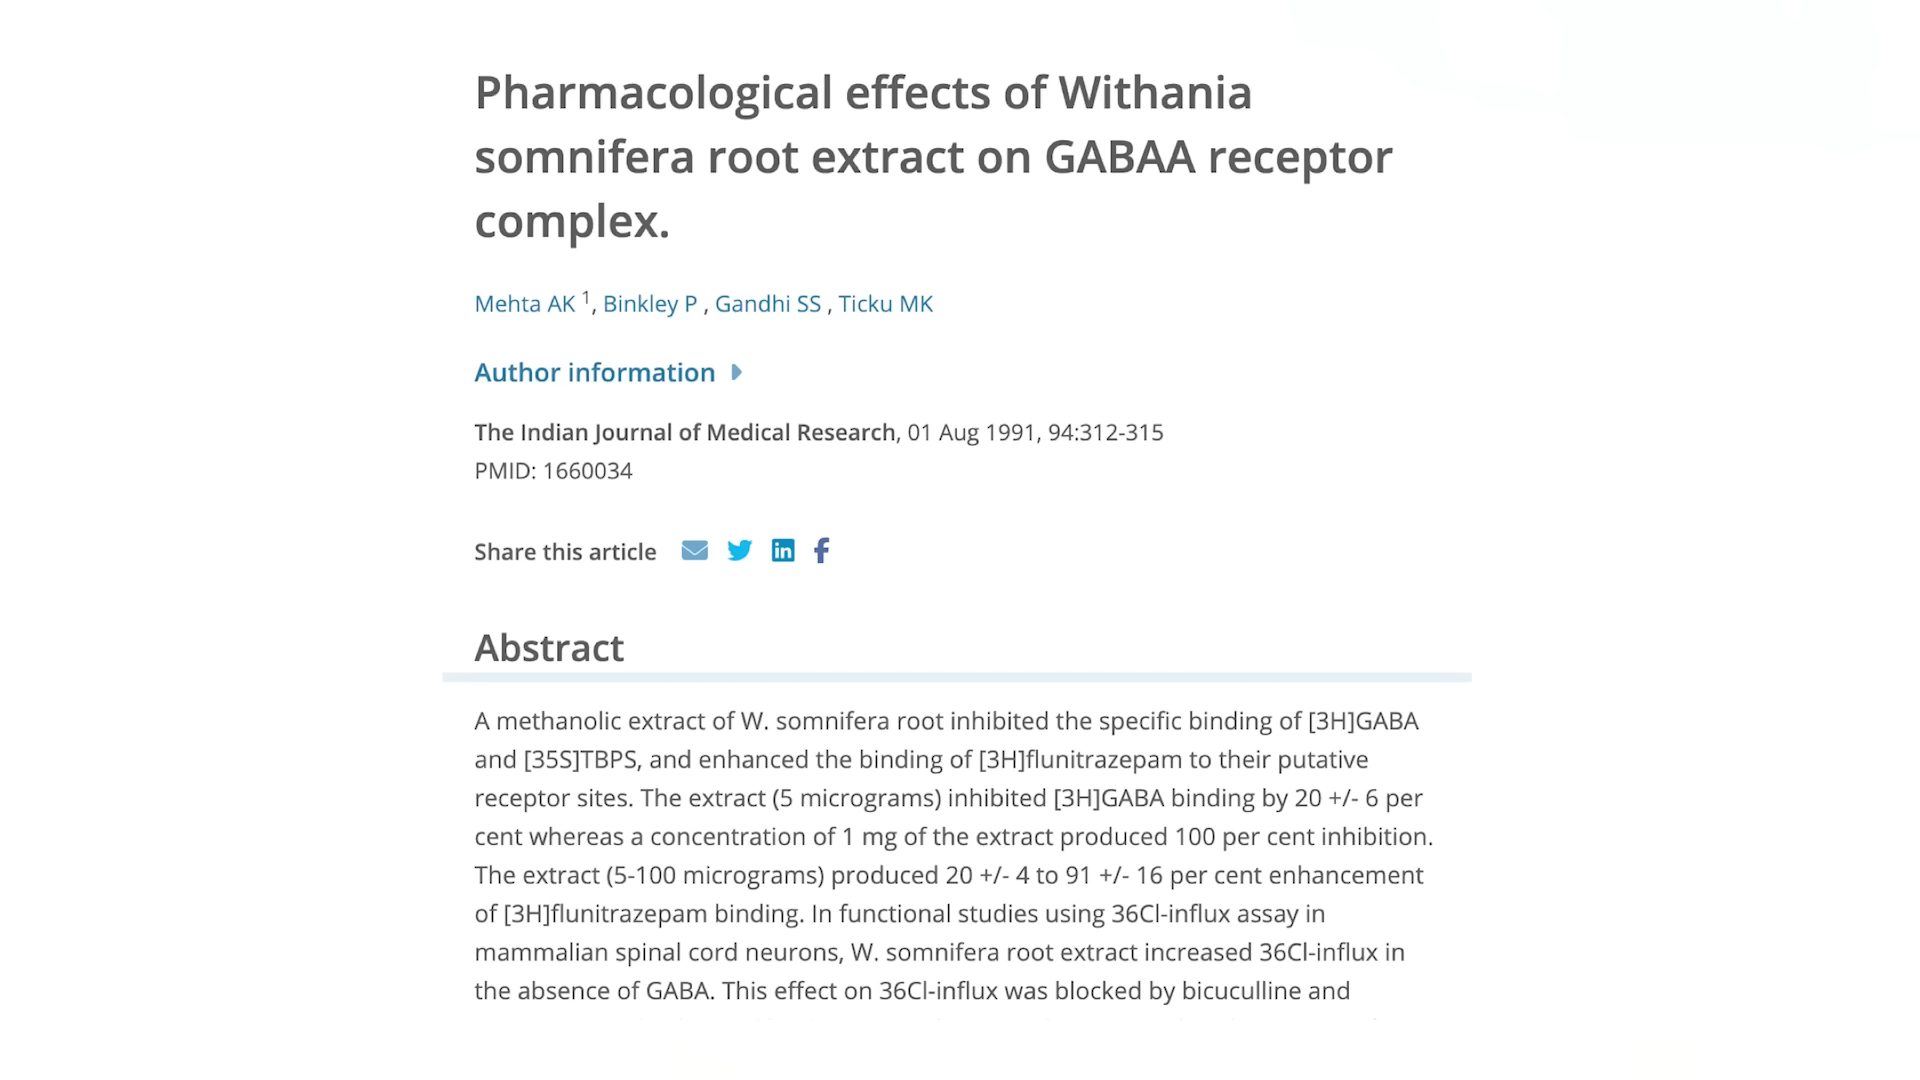 Pharmacological effects of Withania
somnifera root extract on GABAA receptor
complex.
Mehta AK 1, Binkley P , Gandhi SS , Ticku MK
Author information
The Indian Journal of Medical Research, 01 Aug 1991, 94:312-315
PMID: 1660034
Share this article
Abstract
A methanolic extract of W. somnifera root inhibited the specific binding of [3H]GABA
and [35S]TBPS, and enhanced the binding of [3H]flunitrazepam to their putative
receptor sites. The extract (5 micrograms) inhibited [3H]GABA binding by 20 +/- 6 per
cent whereas a concentration of 1 mg of the extract produced 100 per cent inhibition.
The extract (5-100 micrograms) produced 20 +/- 4 to 91 +/- 16 per cent enhancement
of [3H]flunitrazepam binding. In functional studies using 36Cl-influx assay in
mammalian spinal cord neurons, W. somnifera root extract increased 36Cl-influx in
the absence of GABA. This effect on 36Cl-influx was blocked by bicuculline and